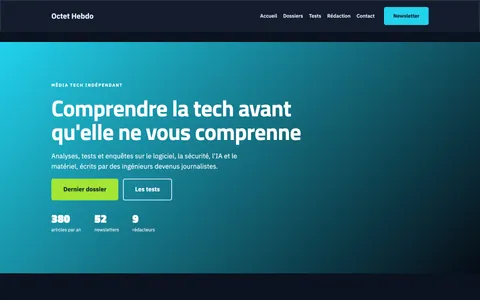 Octet Hebdo
Accueil Dossiers Tests Rédaction Contact Newsletter
MÉDIA TECH INDÉPENDANT
Comprendre la tech avant
qu'elle ne vous comprenne
Analyses, tests et enquêtes sur le logiciel, la sécurité, l'IA et le
matériel, écrits par des ingénieurs devenus journalistes.
Dernier dossier Les tests
380 52 9
articles par an newsletters rédacteurs